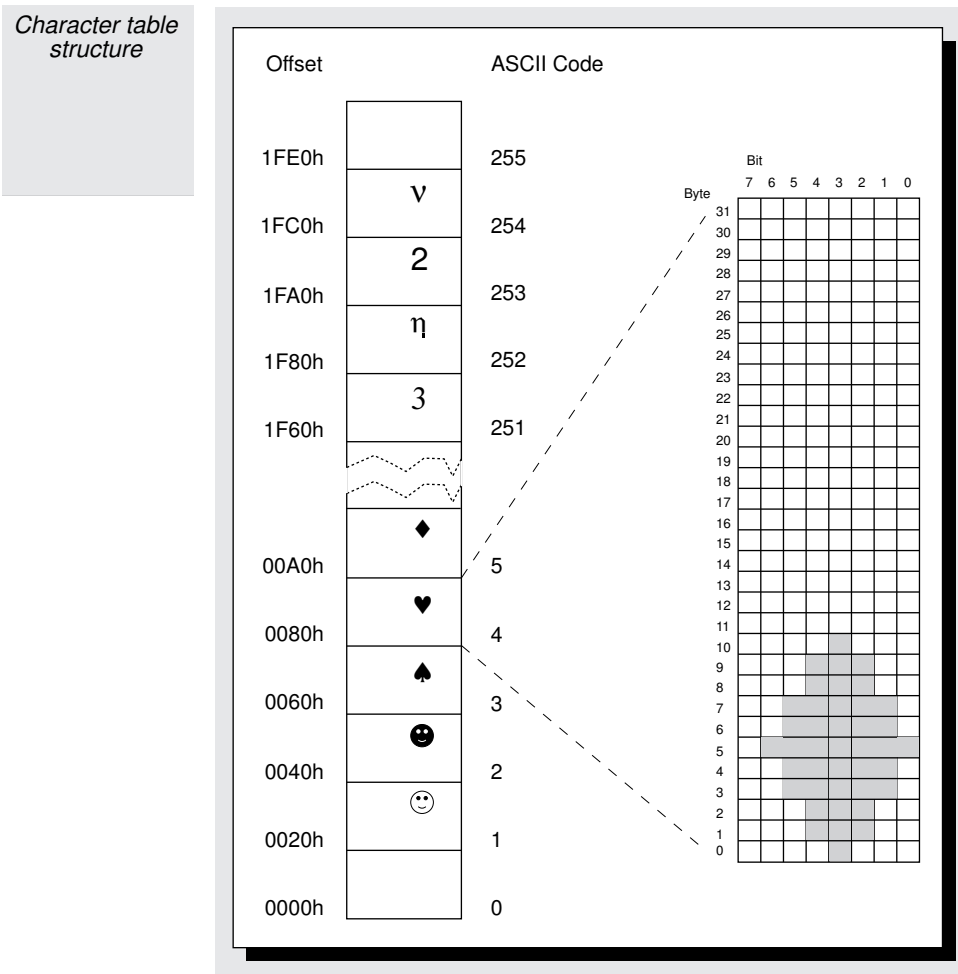 Character table
structure
Offset ASCII Code
1FE0h 255
1FC0h ν 254
1FA0h 2 253
1F80h η 252
1F60h 3 251
00A0h ♦ 5
0080h ♥ 4
0060h ♠ 3
0040h ☻ 2
0020h ☺ 1
0000h 0
Bit
7 6 5 4 3 2 1 0
Byte
31
30
29
28
27
26
25
24
23
22
21
20
19
18
17
16
15
14
13
12
11
10
9
8
7
6
5
4
3
2
1
0